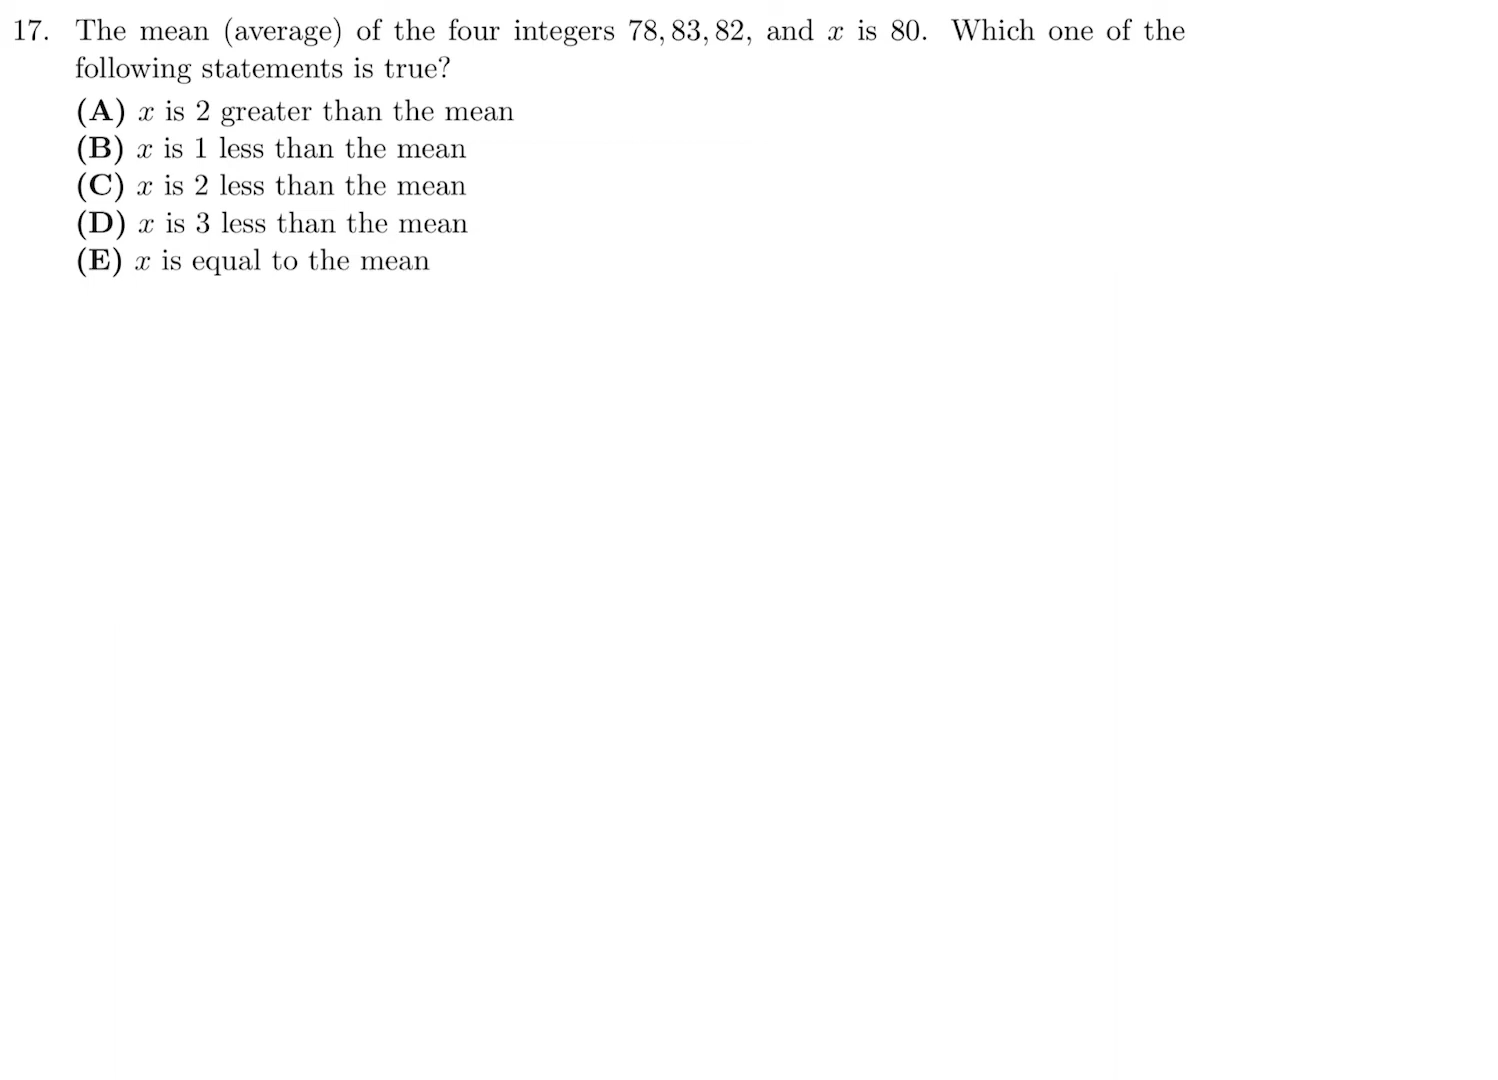 17. The mean (average) of the four integers 78, 83, 82, and x is 80. Which one of the
following statements is true?
(A) x is 2 greater than the mean
(B) x is 1 less than the mean
(C) x is 2 less than the mean
(D) x is 3 less than the mean
(E) x is equal to the mean